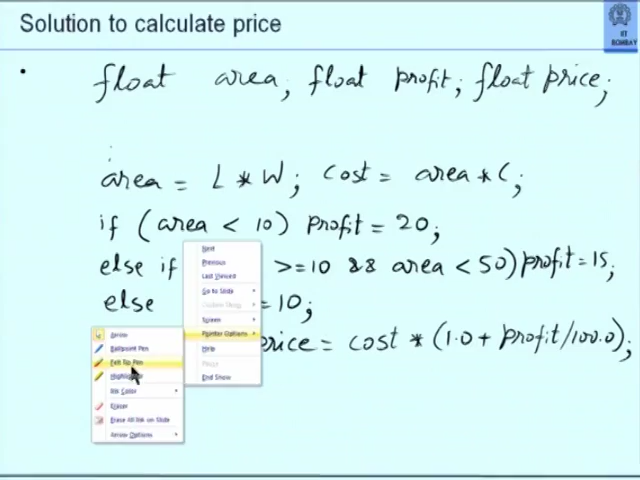 Solution to calculate price
IIT BOMBAY
float area; float profit; float price;
area = L * W; cost = area * C;
if (area < 10) profit = 20;
else if >=10 && area < 50) profit = 15;
else =10;
rice = cost * (1.0 + profit/100.0);
Next
Previous
Last Viewed
Go to Slide
Screen
Pointer Options
Help
End Show
Arrow
Ballpoint Pen
Felt Tip Pen
Highlighter
Ink Color
Eraser
Erase All Ink on Slide
Arrow Options